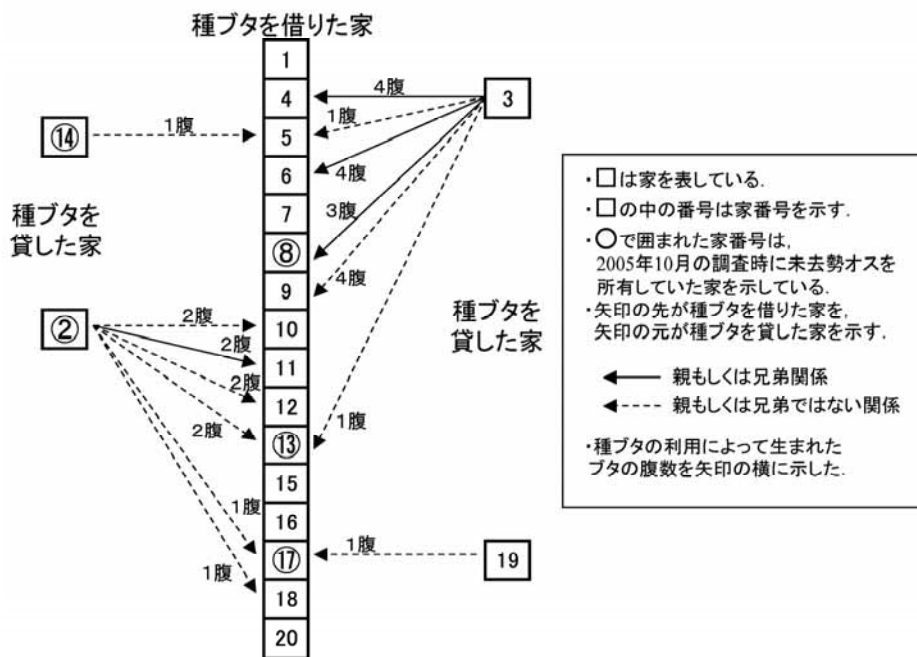 種ブタを借りた家
1
4
5
6
7
⑧
9
10
11
12
⑬
15
16
⑰
18
20
⑭
1腹
種ブタを
貸した家
②
2腹
2腹
2腹
2腹
1腹
1腹
3
4腹
1腹
4腹
3腹
4腹
1腹
種ブタを
貸した家
19
1腹
・□は家を表している.
・□の中の番号は家番号を示す.
・○で囲まれた家番号は,
2005年10月の調査時に未去勢オスを
所有していた家を示している.
・矢印の先が種ブタを借りた家を,
矢印の元が種ブタを貸した家を示す.
親もしくは兄弟関係
親もしくは兄弟ではない関係
・種ブタの利用によって生まれた
ブタの腹数を矢印の横に示した.